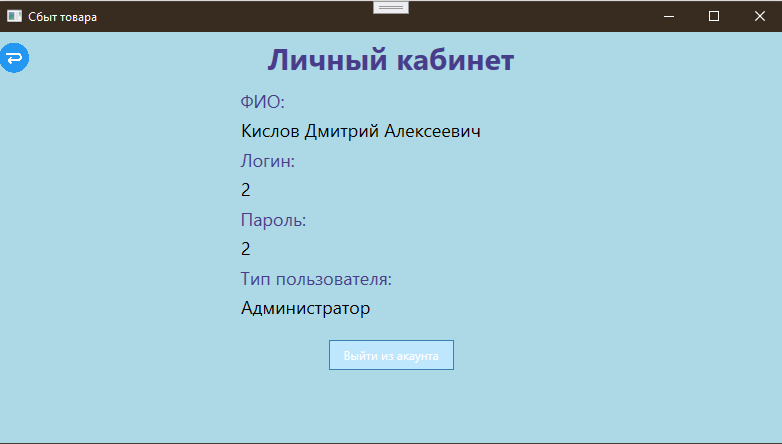 Сбыт товара
Личный кабинет
ФИО:
Кислов Дмитрий Алексеевич
Логин:
2
Пароль:
2
Тип пользователя:
Администратор
Выйти из акаунта